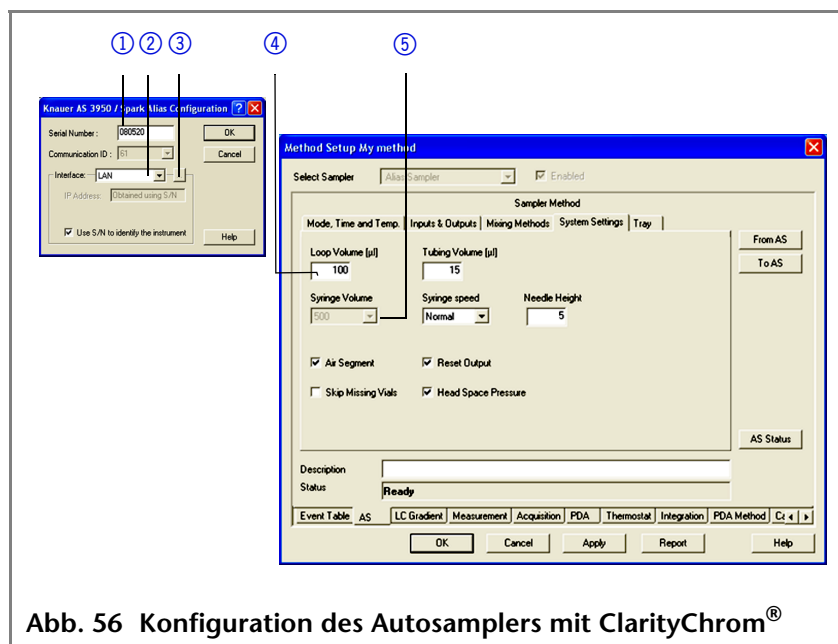 ① ② ③ ④ ⑤
Knauer AS 3950 / Spark Alias Configuration
Serial Number : 080520 OK
Communication ID : 61 Cancel
Interface: LAN
IP Address: Obtained using S/N
Use S/N to identify the instrument Help
Method Setup My method
Select Sampler Alias Sampler Enabled
Sampler Method
Mode, Time and Temp. Inputs & Outputs Mixing Methods System Settings Tray
From AS
To AS
Loop Volume [µl] Tubing Volume [µl]
100 15
Syringe Volume Syringe speed Needle Height
500 Normal 5
Air Segment Reset Output
Skip Missing Vials Head Space Pressure
AS Status
Description
Status Ready
Event Table AS LC Gradient Measurement Acquisition PDA Thermostat Integration PDA Method
OK Cancel Apply Report Help
Abb. 56 Konfiguration des Autosamplers mit ClarityChrom®